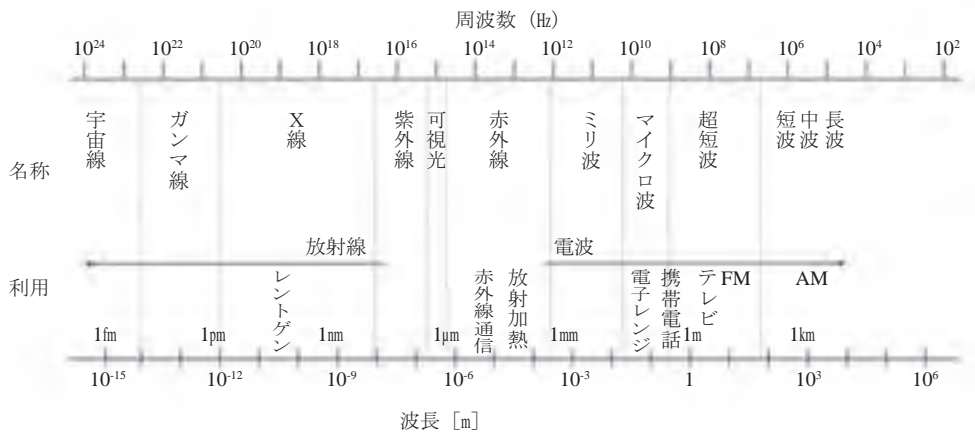 周波数 (Hz)
10²⁴ 10²² 10²⁰ 10¹⁸ 10¹⁶ 10¹⁴ 10¹² 10¹⁰ 10⁸ 10⁶ 10⁴ 10²
名称
宇宙線
ガンマ線
X線
紫外線
可視光
赤外線
ミリ波
マイクロ波
超短波
短波
中波
長波
放射線
電波
利用
レントゲン
赤外線通信
放射加熱
電子レンジ
携帯電話
テレビ
FM
AM
1fm 1pm 1nm 1μm 1mm 1m 1km
10⁻¹⁵ 10⁻¹² 10⁻⁹ 10⁻⁶ 10⁻³ 1 10³ 10⁶
波長 [m]